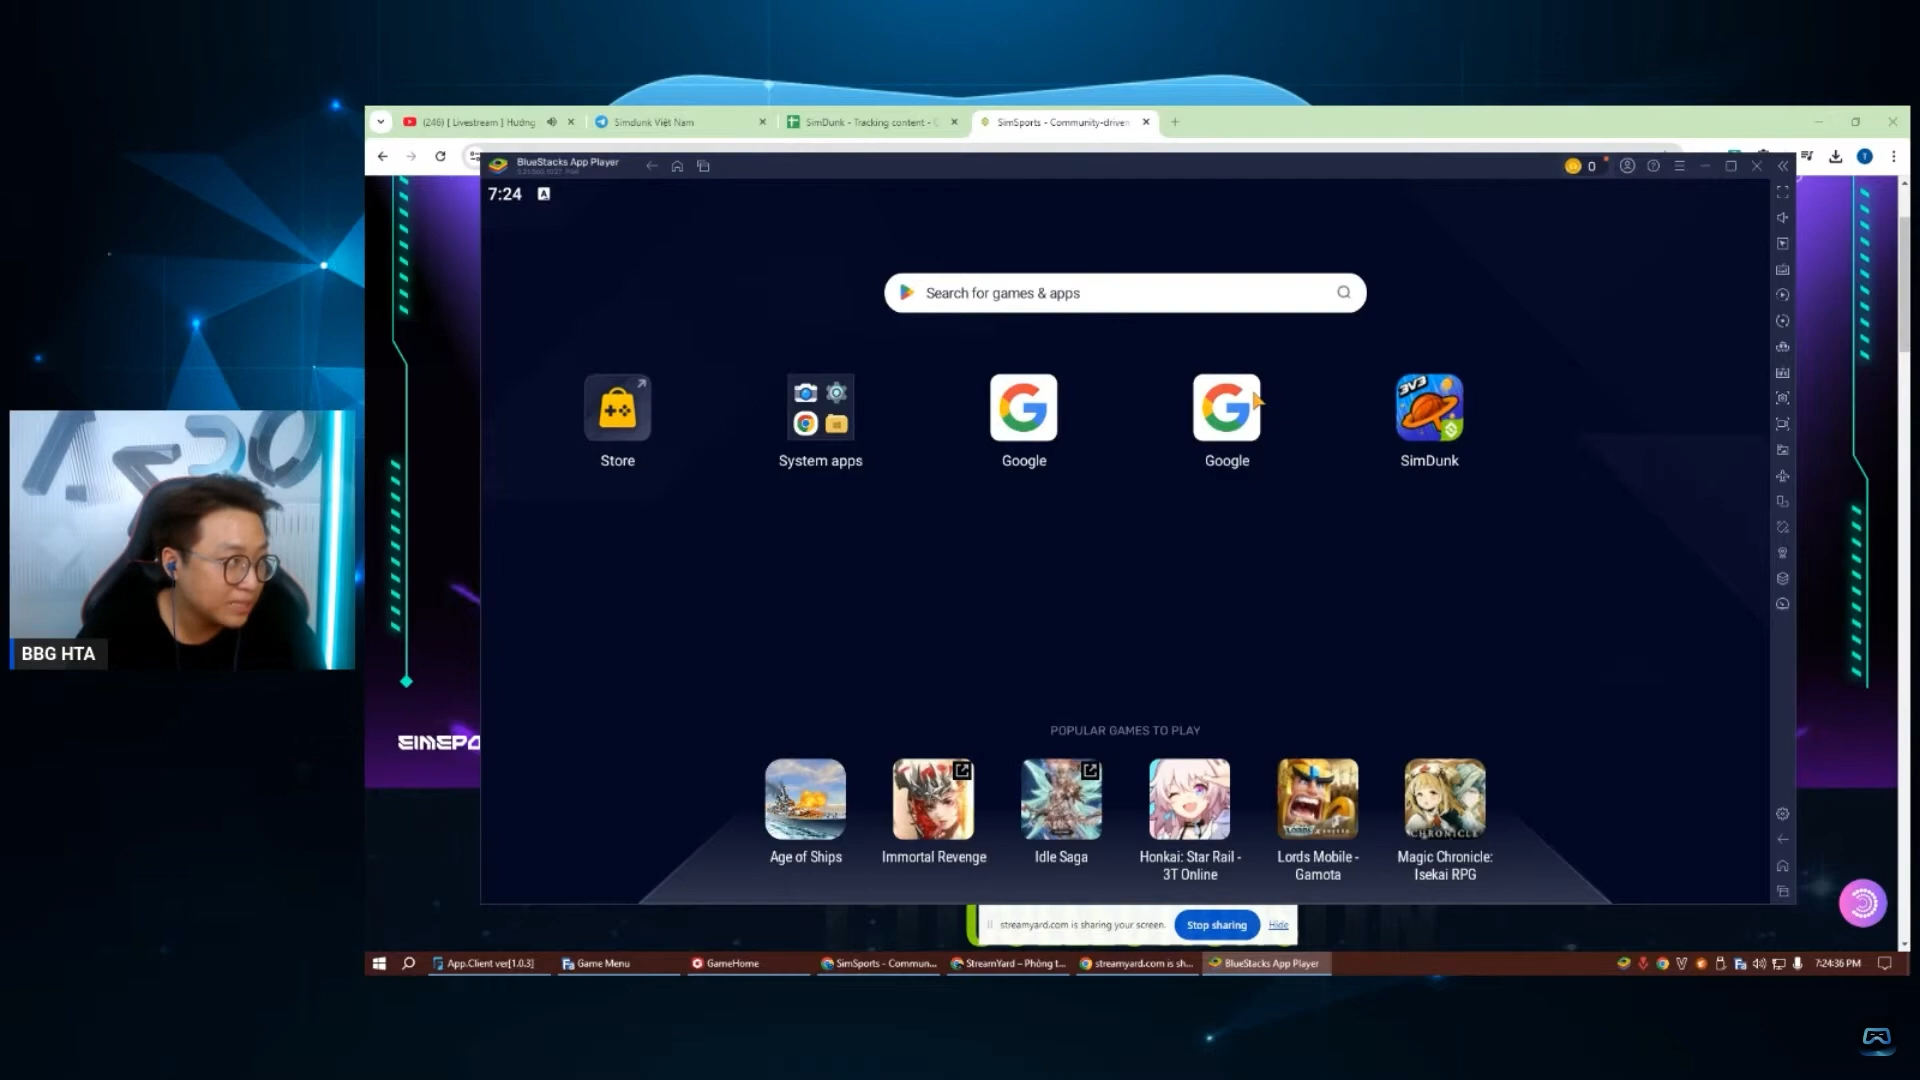 (246) [ Livestream ] Hướng
Simdunk Việt Nam
SimDunk - Tracking content -
SimSports - Community-driven
BlueStacks App Player
0
7:24
Search for games & apps
Store
System apps
Google
Google
3V3
SimDunk
BBG HTA
POPULAR GAMES TO PLAY
CHRONICLE
Age of Ships
Immortal Revenge
Idle Saga
Honkai: Star Rail -
3T Online
Lords Mobile -
Gamota
Magic Chronicle:
Isekai RPG
streamyard.com is sharing your screen.
Stop sharing
Hide
App.Client ver[1.0.3]
Game Menu
GameHome
SimSports - Commun...
StreamYard – Phòng t...
streamyard.com is sh...
BlueStacks App Player
7:24:36 PM